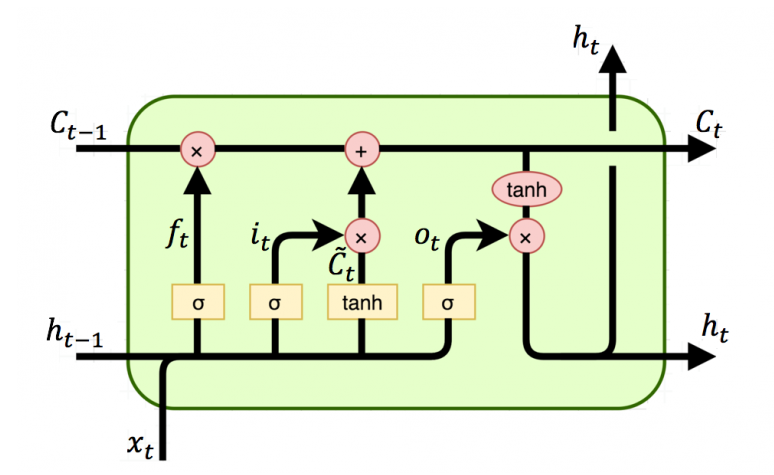 h_t
C_{t-1} × + C_t
tanh
f_t i_t × o_t ×
C̃_t
σ σ tanh σ
h_{t-1} h_t
x_t